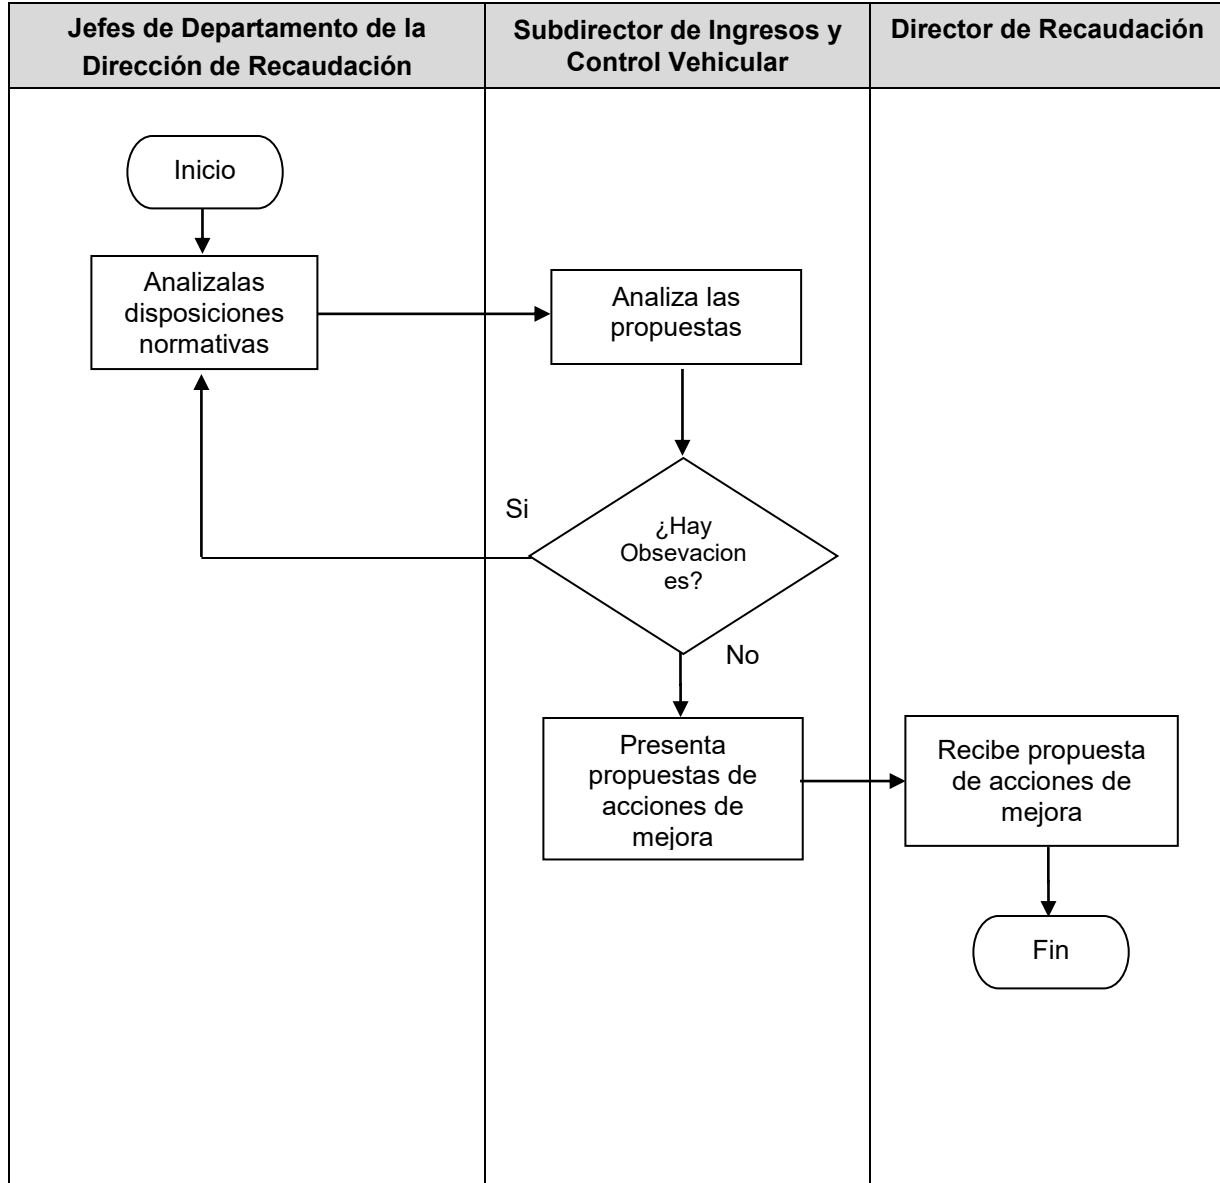 Jefes de Departamento de la
Dirección de Recaudación
Subdirector de Ingresos y
Control Vehicular
Director de Recaudación
Inicio
Analizalas
disposiciones
normativas
Analiza las
propuestas
Si
¿Hay
Obsevacion
es?
No
Presenta
propuestas de
acciones de
mejora
Recibe propuesta
de acciones de
mejora
Fin